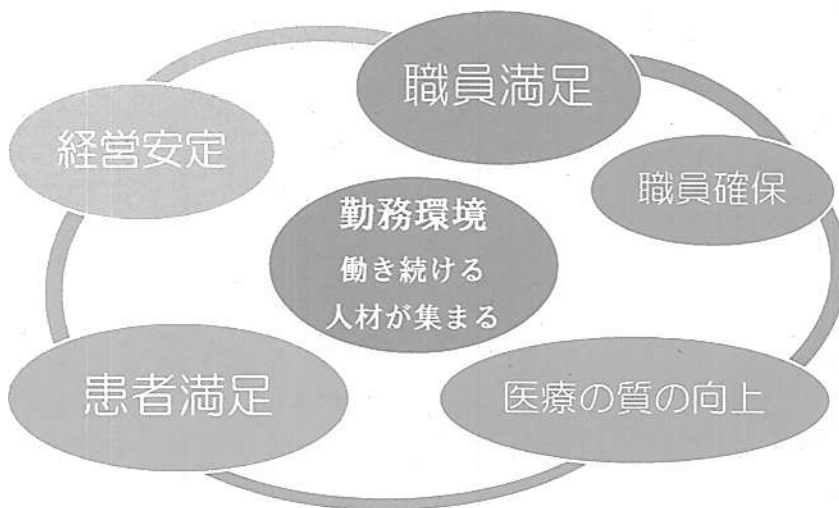 職員満足
経営安定
職員確保
勤務環境
働き続ける
人材が集まる
患者満足
医療の質の向上